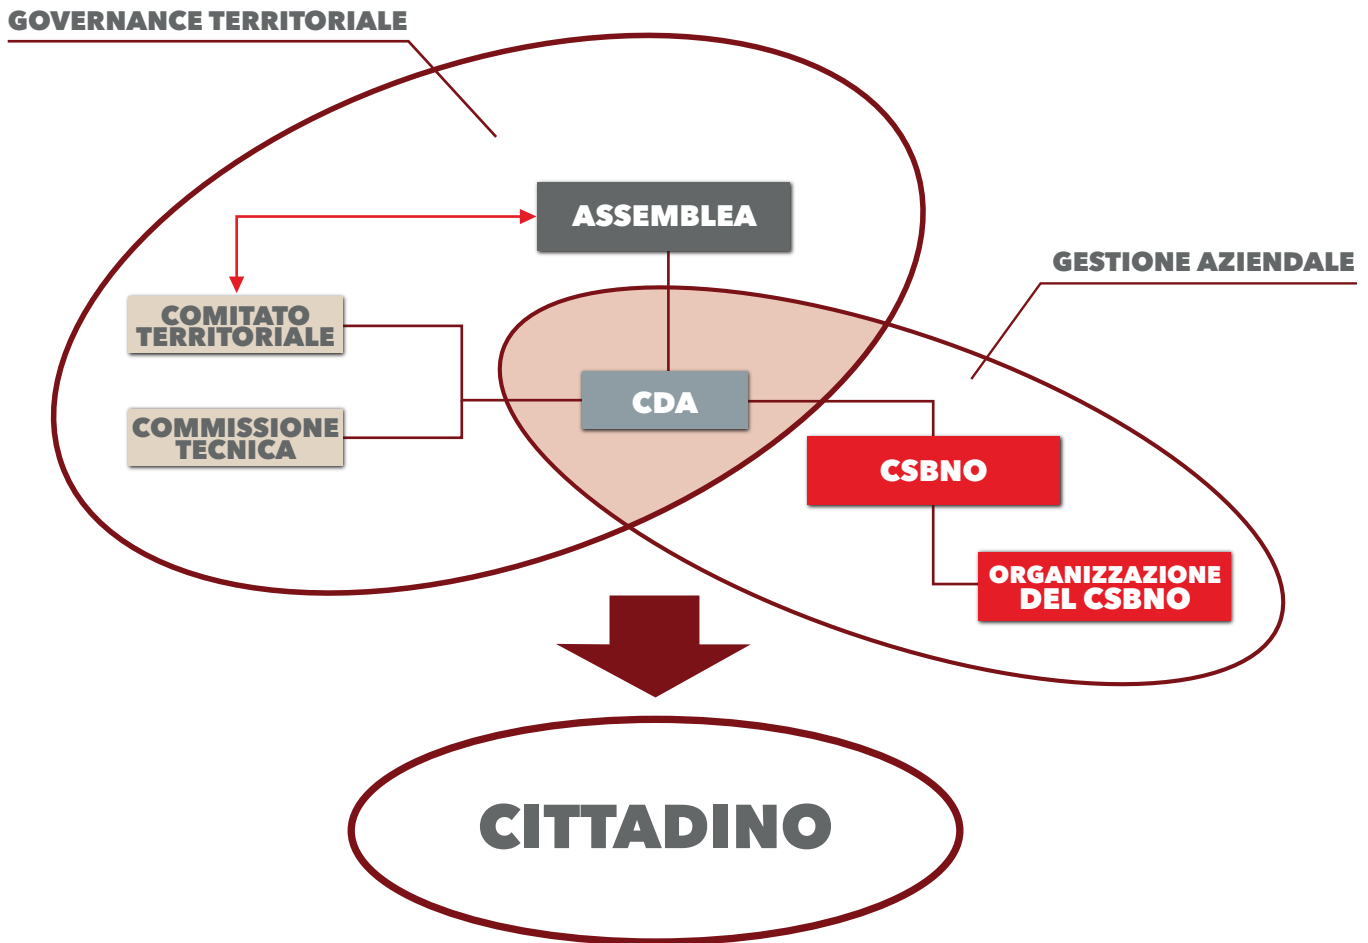 GOVERNANCE TERRITORIALE
ASSEMBLEA
GESTIONE AZIENDALE
COMITATO
TERRITORIALE
CDA
COMMISSIONE
TECNICA
CSBNO
ORGANIZZAZIONE
DEL CSBNO
CITTADINO